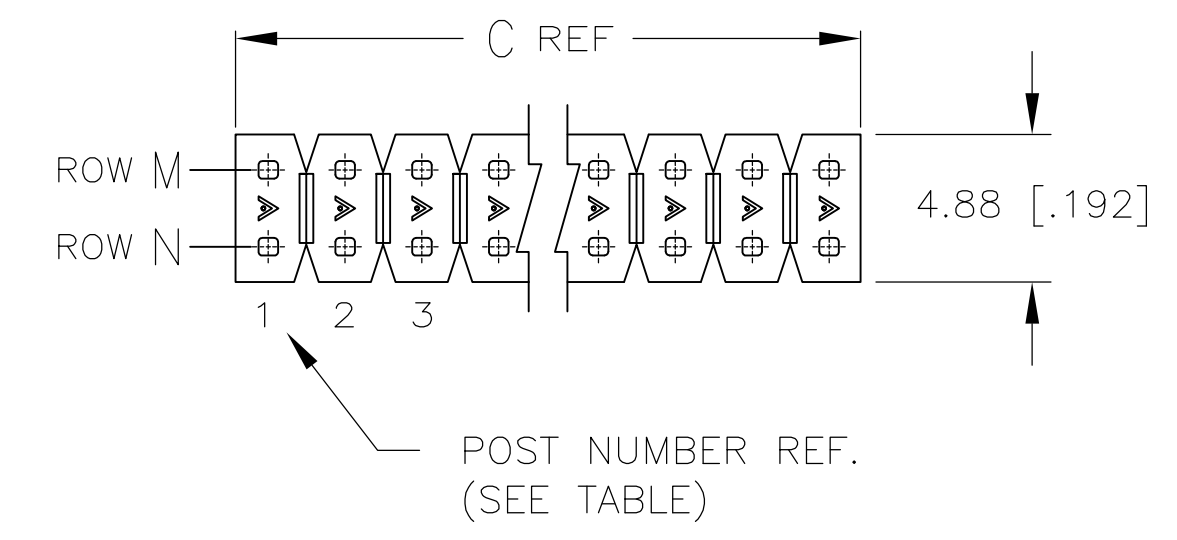 C REF
ROW M
ROW N
4.88 [.192]
1 2 3
POST NUMBER REF.
(SEE TABLE)